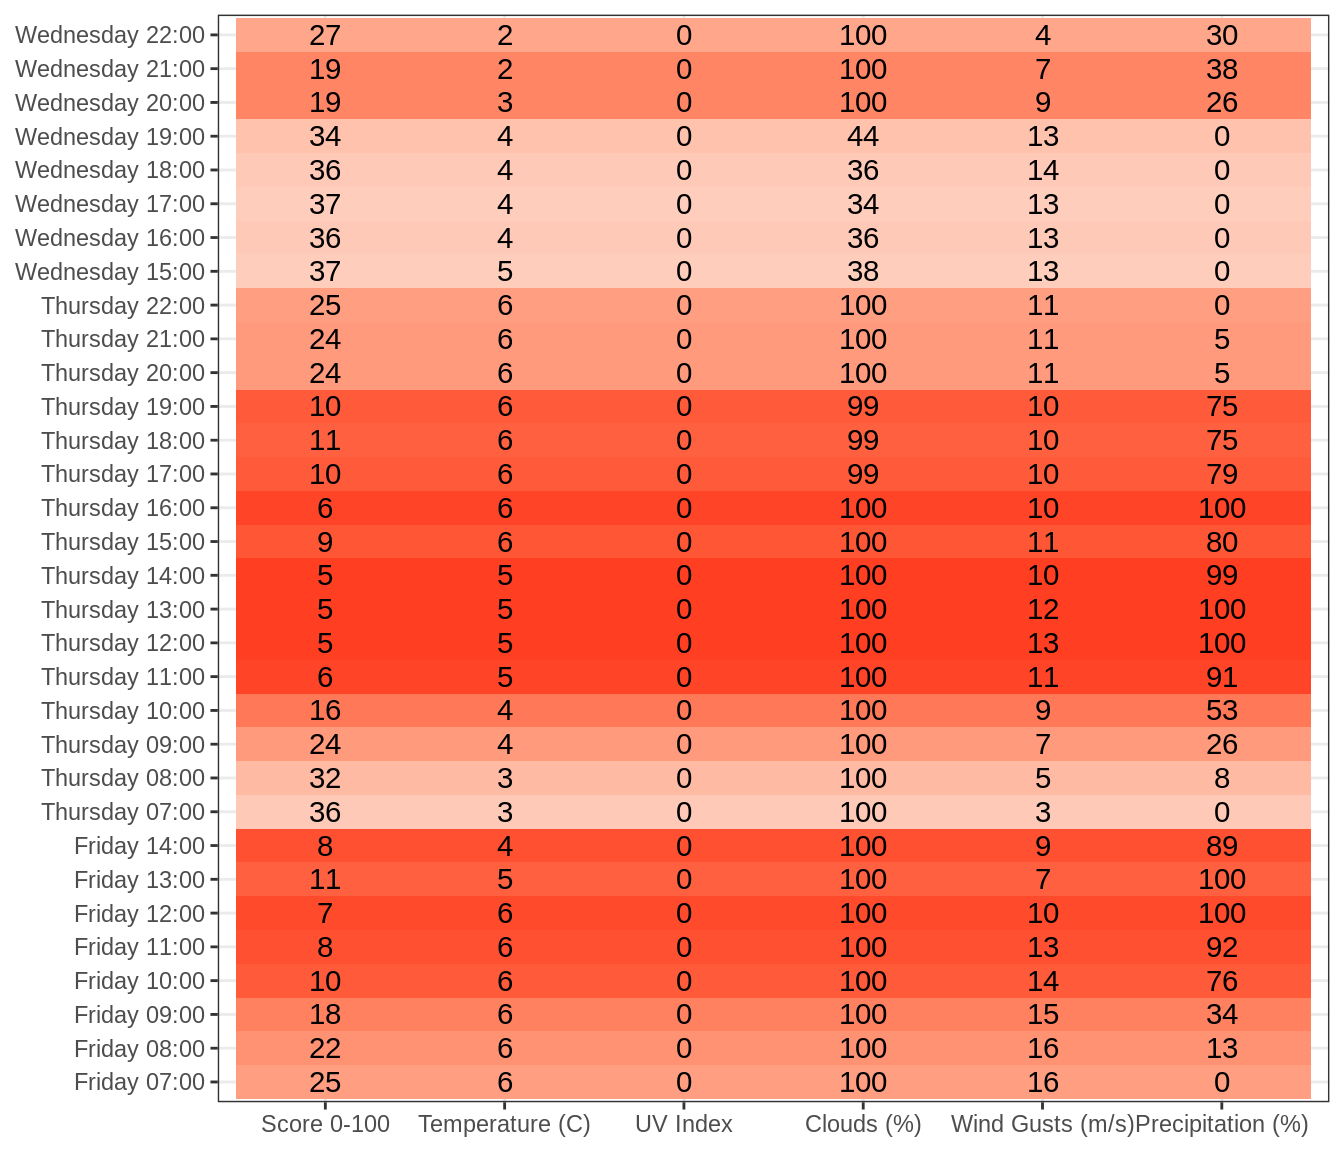 Wednesday 22:00 27 2 0 100 4 30
Wednesday 21:00 19 2 0 100 7 38
Wednesday 20:00 19 3 0 100 9 26
Wednesday 19:00 34 4 0 44 13 0
Wednesday 18:00 36 4 0 36 14 0
Wednesday 17:00 37 4 0 34 13 0
Wednesday 16:00 36 4 0 36 13 0
Wednesday 15:00 37 5 0 38 13 0
Thursday 22:00 25 6 0 100 11 0
Thursday 21:00 24 6 0 100 11 5
Thursday 20:00 24 6 0 100 11 5
Thursday 19:00 10 6 0 99 10 75
Thursday 18:00 11 6 0 99 10 75
Thursday 17:00 10 6 0 99 10 79
Thursday 16:00 6 6 0 100 10 100
Thursday 15:00 9 6 0 100 11 80
Thursday 14:00 5 5 0 100 10 99
Thursday 13:00 5 5 0 100 12 100
Thursday 12:00 5 5 0 100 13 100
Thursday 11:00 6 5 0 100 11 91
Thursday 10:00 16 4 0 100 9 53
Thursday 09:00 24 4 0 100 7 26
Thursday 08:00 32 3 0 100 5 8
Thursday 07:00 36 3 0 100 3 0
Friday 14:00 8 4 0 100 9 89
Friday 13:00 11 5 0 100 7 100
Friday 12:00 7 6 0 100 10 100
Friday 11:00 8 6 0 100 13 92
Friday 10:00 10 6 0 100 14 76
Friday 09:00 18 6 0 100 15 34
Friday 08:00 22 6 0 100 16 13
Friday 07:00 25 6 0 100 16 0
Score 0-100 Temperature (C) UV Index Clouds (%) Wind Gusts (m/s) Precipitation (%)